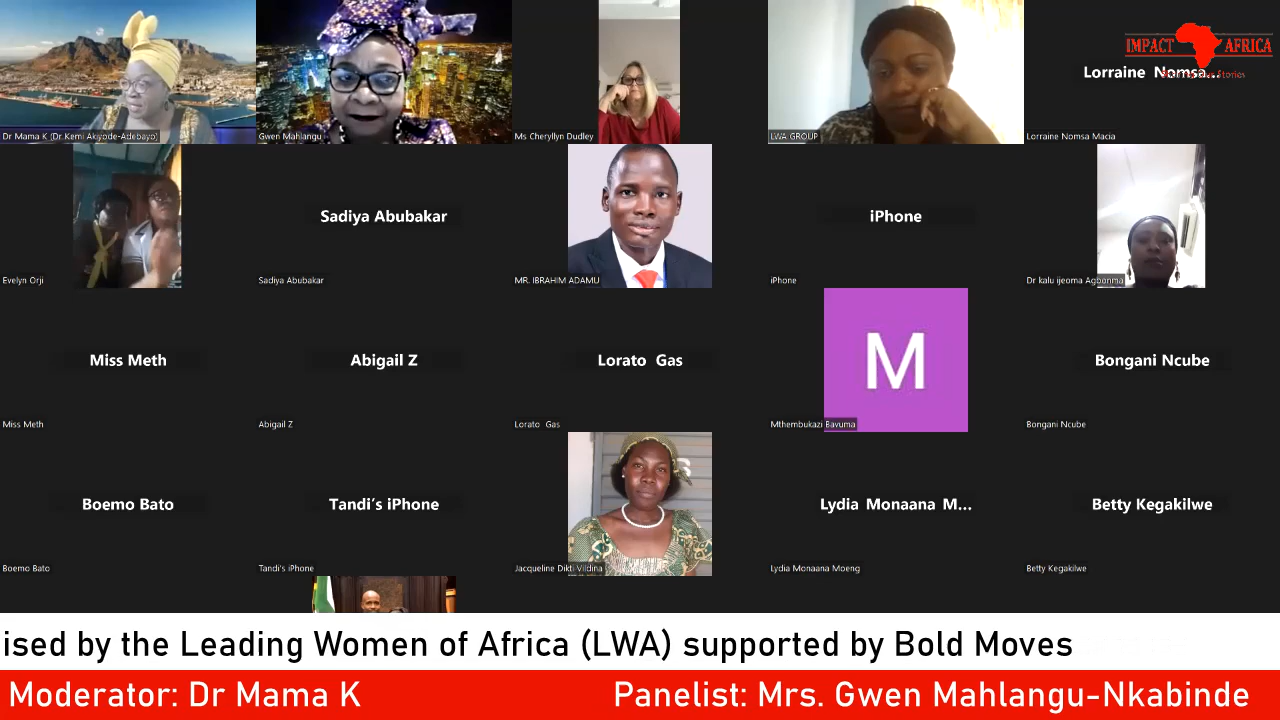 IMPACT AFRICA
Stories
Lorraine Nomsa...
Dr Mama K (Dr Kemi Akiyode-Adebayo)
Gwen Mahlangu
Ms Cheryllyn Dudley
LWA GROUP
Lorraine Nomsa Macia
Sadiya Abubakar
iPhone
Evelyn Orji
Sadiya Abubakar
MR. IBRAHIM ADAMU
iPhone
Dr kalu ijeoma Agbonma
Miss Meth
Abigail Z
Lorato Gas
M
Bongani Ncube
Miss Meth
Abigail Z
Lorato Gas
Mthembukazi Bavuma
Bongani Ncube
Boemo Bato
Tandi's iPhone
S
Lydia Monaana M...
Betty Kegakilwe
Boemo Bato
Tandi's iPhone
Jacqueline Dikti-Vildina
Lydia Monaana Moeng
Betty Kegakilwe
ised by the Leading Women of Africa (LWA) supported by Bold Moves
Moderator: Dr Mama K
Panelist: Mrs. Gwen Mahlangu-Nkabinde